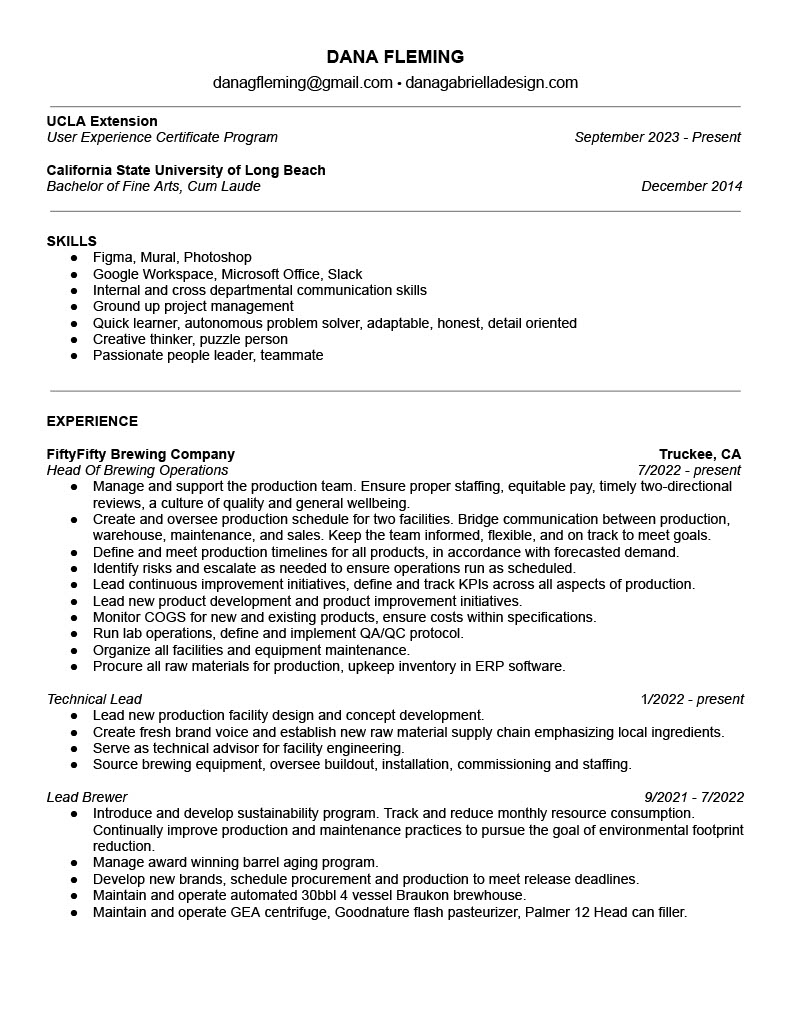 DANA FLEMING
danagfleming@gmail.com • danagabrielladesign.com
UCLA Extension
User Experience Certificate Program September 2023 - Present
California State University of Long Beach
Bachelor of Fine Arts, Cum Laude December 2014
SKILLS
● Figma, Mural, Photoshop
● Google Workspace, Microsoft Office, Slack
● Internal and cross departmental communication skills
● Ground up project management
● Quick learner, autonomous problem solver, adaptable, honest, detail oriented
● Creative thinker, puzzle person
● Passionate people leader, teammate
EXPERIENCE
FiftyFifty Brewing Company Truckee, CA
Head Of Brewing Operations 7/2022 - present
● Manage and support the production team. Ensure proper staffing, equitable pay, timely two-directional
reviews, a culture of quality and general wellbeing.
● Create and oversee production schedule for two facilities. Bridge communication between production,
warehouse, maintenance, and sales. Keep the team informed, flexible, and on track to meet goals.
● Define and meet production timelines for all products, in accordance with forecasted demand.
● Identify risks and escalate as needed to ensure operations run as scheduled.
● Lead continuous improvement initiatives, define and track KPIs across all aspects of production.
● Lead new product development and product improvement initiatives.
● Monitor COGS for new and existing products, ensure costs within specifications.
● Run lab operations, define and implement QA/QC protocol.
● Organize all facilities and equipment maintenance.
● Procure all raw materials for production, upkeep inventory in ERP software.
Technical Lead 1/2022 - present
● Lead new production facility design and concept development.
● Create fresh brand voice and establish new raw material supply chain emphasizing local ingredients.
● Serve as technical advisor for facility engineering.
● Source brewing equipment, oversee buildout, installation, commissioning and staffing.
Lead Brewer 9/2021 - 7/2022
● Introduce and develop sustainability program. Track and reduce monthly resource consumption.
Continually improve production and maintenance practices to pursue the goal of environmental footprint
reduction.
● Manage award winning barrel aging program.
● Develop new brands, schedule procurement and production to meet release deadlines.
● Maintain and operate automated 30bbl 4 vessel Braukon brewhouse.
● Maintain and operate GEA centrifuge, Goodnature flash pasteurizer, Palmer 12 Head can filler.